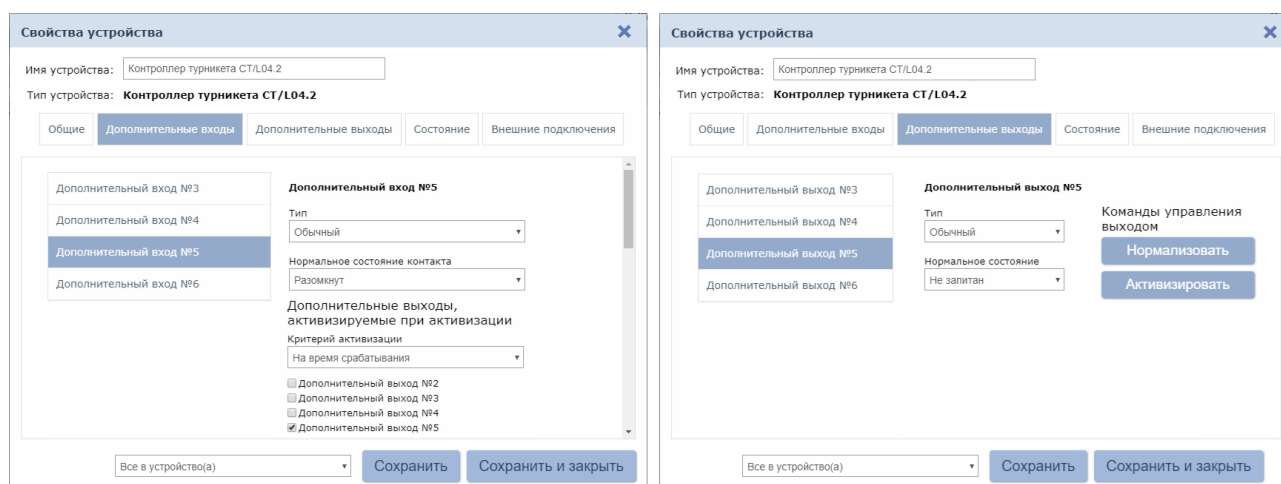 Свойства устройства
Имя устройства: Контроллер турникета CT/L04.2
Тип устройства: Контроллер турникета CT/L04.2
Общие Дополнительные входы Дополнительные выходы Состояние Внешние подключения
Дополнительный вход №3
Дополнительный вход №4
Дополнительный вход №5
Дополнительный вход №6
Дополнительный вход №5
Тип
Обычный
Нормальное состояние контакта
Разомкнут
Дополнительные выходы,
активизируемые при активизации
Критерий активизации
На время срабатывания
Дополнительный выход №2
Дополнительный выход №3
Дополнительный выход №4
Дополнительный выход №5
Все в устройство(а) Сохранить Сохранить и закрыть
Свойства устройства
Имя устройства: Контроллер турникета CT/L04.2
Тип устройства: Контроллер турникета CT/L04.2
Общие Дополнительные входы Дополнительные выходы Состояние Внешние подключения
Дополнительный выход №3
Дополнительный выход №4
Дополнительный выход №5
Дополнительный выход №6
Дополнительный выход №5
Тип
Обычный
Нормальное состояние
Не запитан
Команды управления
выходом
Нормализовать
Активизировать
Все в устройство(а) Сохранить Сохранить и закрыть